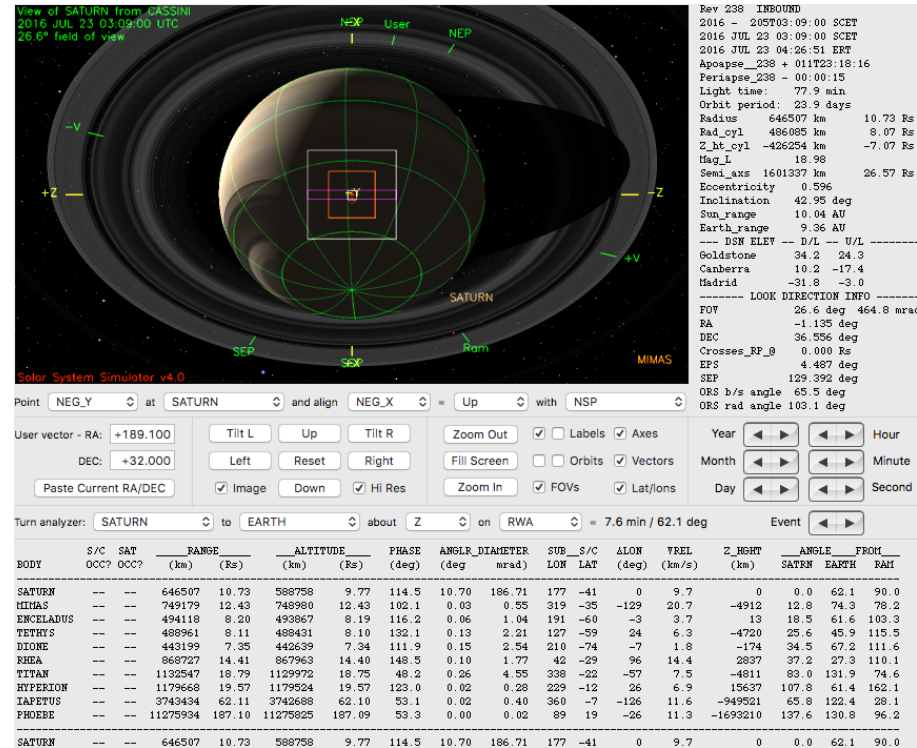 View of SATURN from CASSINI
2016 JUL 23 03:09:00 UTC
26.6° field of view
User
NEP
-V
+Z
+Y
-Z
+V
SATURN
SEP
Ram
MIMAS
Solar System Simulator v4.0
Rev 238 INBOUND
2016 - 205T03:09:00 SCET
2016 JUL 23 03:09:00 SCET
2016 JUL 23 04:26:51 ERT
Apoapse__238 + 011T23:18:16
Periapse_238 - 00:00:15
Light time: 77.9 min
Orbit period: 23.9 days
Radius 646507 km 10.73 Rs
Rad_cyl 486085 km 8.07 Rs
Z_ht_cyl -426254 km -7.07 Rs
Mag_L 18.98
Semi_axs 1601337 km 26.57 Rs
Eccentricity 0.596
Inclination 42.95 deg
Sun_range 10.04 AU
Earth_range 9.36 AU
--- DSN ELEV -- D/L -- U/L -------
Goldstone 34.2 24.3
Canberra 10.2 -17.4
Madrid -31.8 -3.0
------- LOOK DIRECTION INFO -------
FOV 26.6 deg 464.8 mrad
RA -1.135 deg
DEC 36.556 deg
Crosses_RP_@ 0.000 Rs
EPS 4.487 deg
SEP 129.392 deg
ORS b/s angle 65.5 deg
ORS rad angle 103.1 deg
Point NEG_Y at SATURN and align NEG_X = Up with NSP
User vector - RA: +189.100 Tilt L Up Tilt R Zoom Out Labels Axes Year Hour
DEC: +32.000 Left Reset Right Fill Screen Orbits Vectors Month Minute
Paste Current RA/DEC Image Down Hi Res Zoom In FOVs Lat/lons Day Second
Turn analyzer: SATURN to EARTH about Z on RWA = 7.6 min / 62.1 deg Event
S/C SAT __RANGE__ __ALTITUDE__ PHASE ANGLR_DIAMETER SUB__S/C ΔLON VREL Z_HGHT __ANGLE__FROM__
BODY OCC? OCC? (km) (Rs) (km) (Rs) (deg) (deg mrad) LON LAT (deg) (km/s) (km) SATRN EARTH RAM
SATURN -- -- 646507 10.73 588758 9.77 114.5 10.70 186.71 177 -41 0 9.7 0 0.0 62.1 90.0
MIMAS -- -- 749179 12.43 748980 12.43 102.1 0.03 0.55 319 -35 -129 20.7 -4912 12.8 74.3 78.2
ENCELADUS -- -- 494118 8.20 493867 8.19 116.2 0.06 1.04 191 -60 -3 3.7 13 18.5 61.6 103.3
TETHYS -- -- 488961 8.11 488431 8.10 132.1 0.13 2.21 127 -59 24 6.3 -4720 25.6 45.9 115.5
DIONE -- -- 443199 7.35 442639 7.34 111.9 0.15 2.54 210 -74 -7 1.8 -174 34.5 67.2 111.6
RHEA -- -- 868727 14.41 867963 14.40 148.5 0.10 1.77 42 -29 96 14.4 2837 37.2 27.3 110.1
TITAN -- -- 1132547 18.79 1129972 18.75 48.2 0.26 4.55 338 -22 -57 7.5 -4811 83.0 131.9 74.6
HYPERION -- -- 1179668 19.57 1179524 19.57 123.0 0.02 0.28 229 -12 26 6.9 15637 107.8 61.4 162.1
IAPETUS -- -- 3743434 62.11 3742688 62.10 53.1 0.02 0.40 360 -7 -126 11.6 -949521 65.8 122.4 28.1
PHOEBE -- -- 11275934 187.10 11275825 187.09 53.3 0.00 0.02 89 19 -26 11.3 -1693210 137.6 130.8 96.2
SATURN -- -- 646507 10.73 588758 9.77 114.5 10.70 186.71 177 -41 0 9.7 0 0.0 62.1 90.0